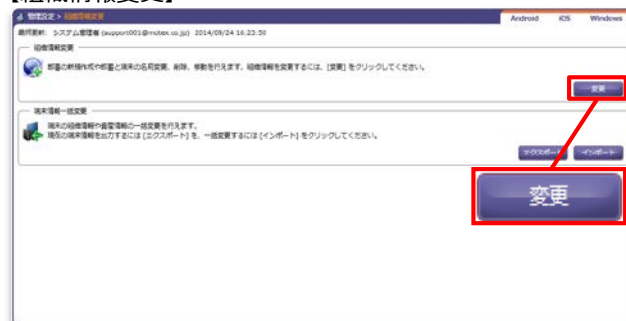 【組織情報変更】
管理設定 > 組織情報変更
Android iOS Windows
最終更新: システム管理者 (support001@motex.co.jp) 2014/09/24 16:23:50
組織情報変更
部署の新規作成や部署と端末の名前変更、削除、移動を行えます。組織情報を変更するには、[変更] をクリックしてください。
変更
端末情報一括変更
端末の組織情報や資産情報の一括変更を行えます。
現在の端末情報を出力するには [エクスポート] を、一括変更するには [インポート] をクリックしてください。
エクスポート インポート
変更